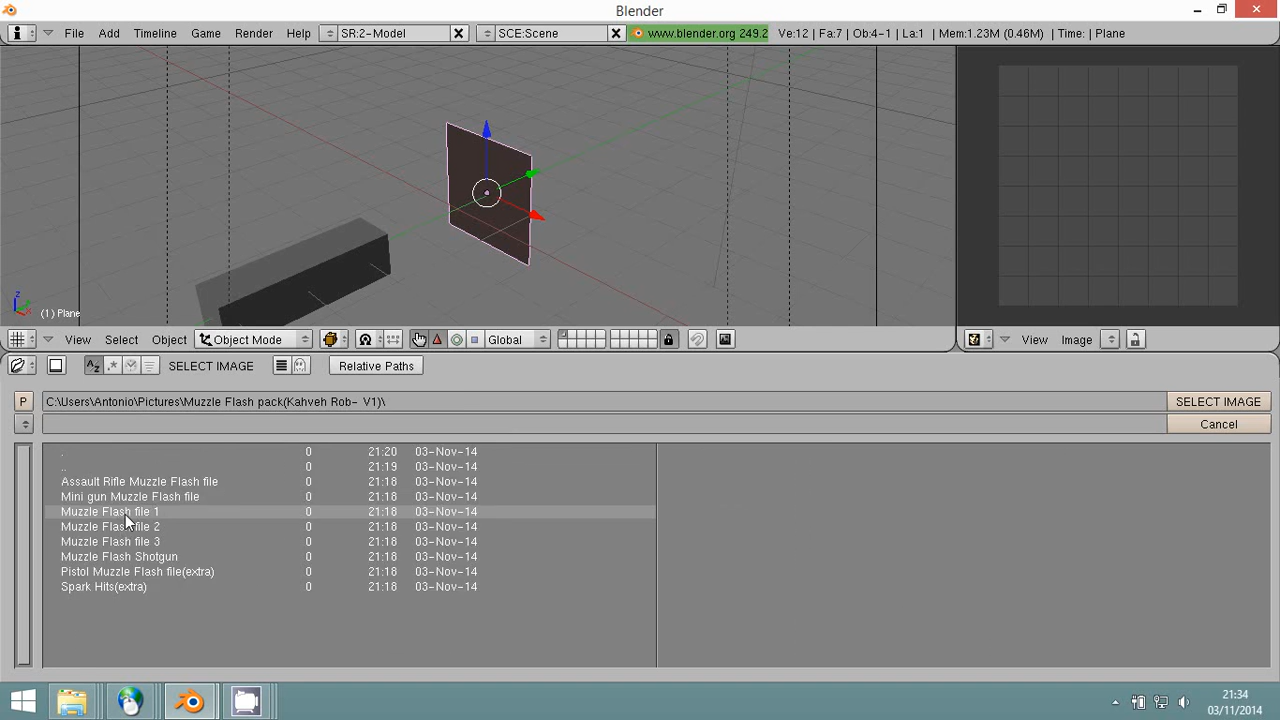 Blender
File Add Timeline Game Render Help SR:2-Model SCE:Scene www.blender.org 249.2 Ve:12 | Fa:7 | Ob:4-1 | La:1 | Mem:1.23M (0.46M) | Time: | Plane
z
(1) Plane
View Select Object Object Mode Global View Image
SELECT IMAGE Relative Paths
P C:\Users\Antonio\Pictures\Muzzle Flash pack(Kahveh Rob- V1)\ SELECT IMAGE
Cancel
. 0 21:20 03-Nov-14
.. 0 21:19 03-Nov-14
Assault Rifle Muzzle Flash file 0 21:18 03-Nov-14
Mini gun Muzzle Flash file 0 21:18 03-Nov-14
Muzzle Flash file 1 0 21:18 03-Nov-14
Muzzle Flash file 2 0 21:18 03-Nov-14
Muzzle Flash file 3 0 21:18 03-Nov-14
Muzzle Flash Shotgun 0 21:18 03-Nov-14
Pistol Muzzle Flash file(extra) 0 21:18 03-Nov-14
Spark Hits(extra) 0 21:18 03-Nov-14
21:34
03/11/2014